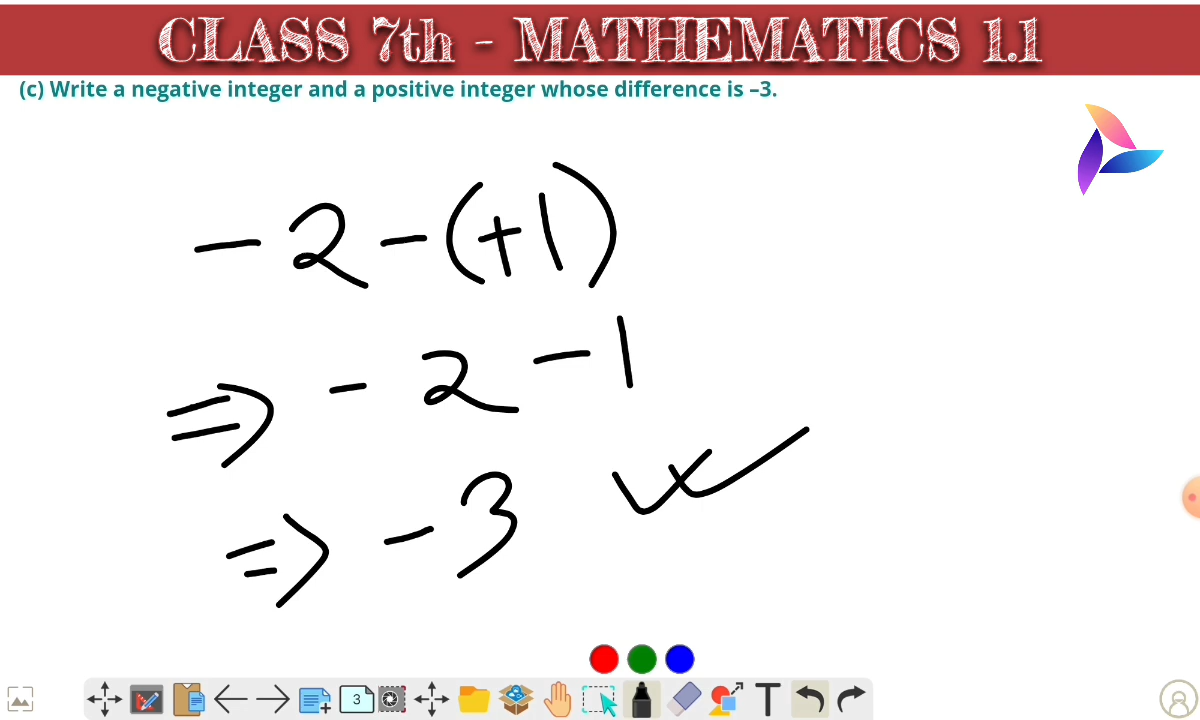 CLASS 7th - MATHEMATICS 1.1
(c) Write a negative integer and a positive integer whose difference is –3.
- 2 - (+1)
⇒ - 2 - 1
⇒ - 3
3
T